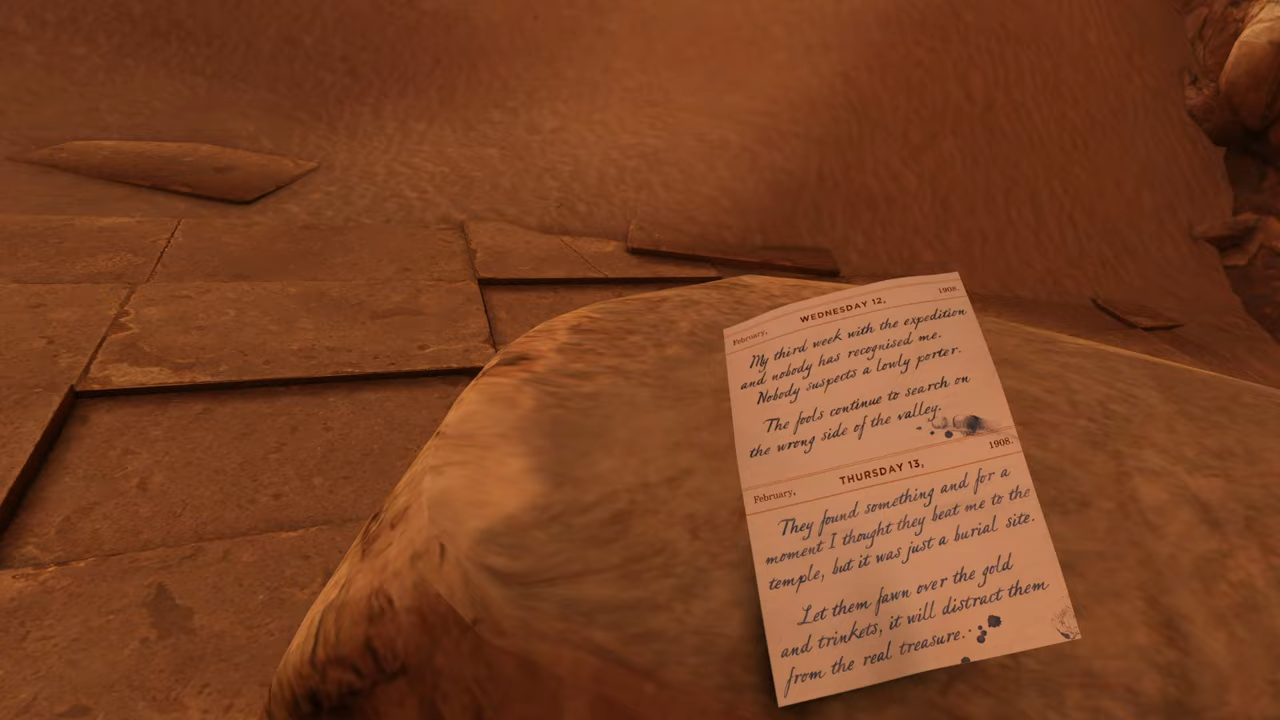 February, WEDNESDAY 12, 1908.
My third week with the expedition
and nobody has recognised me.
Nobody suspects a lowly porter.
The fools continue to search on
the wrong side of the valley.
February, THURSDAY 13, 1908.
They found something and for a
moment I thought they beat me to the
temple, but it was just a burial site.
Let them fawn over the gold
and trinkets, it will distract them
from the real treasure.